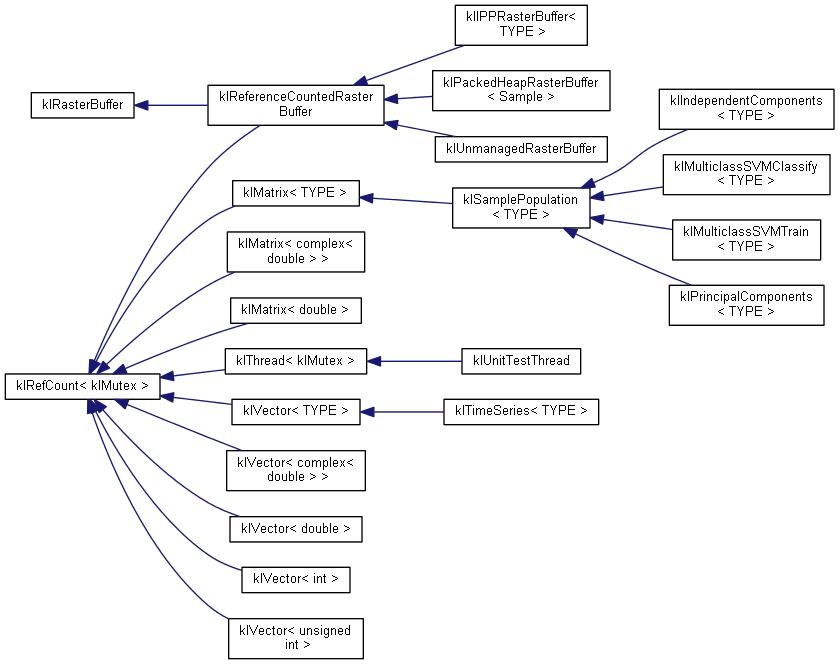 klIPPRasterBuffer<
TYPE >
klPackedHeapRasterBuffer
< Sample >
klRasterBuffer
klReferenceCountedRaster
Buffer
klUnmanagedRasterBuffer
klIndependentComponents
< TYPE >
klMulticlassSVMClassify
< TYPE >
klMatrix< TYPE >
klSamplePopulation
< TYPE >
klMulticlassSVMTrain
< TYPE >
klMatrix< complex<
double > >
klPrincipalComponents
< TYPE >
klMatrix< double >
klThread< klMutex >
klUnitTestThread
klRefCount< klMutex >
klVector< TYPE >
klTimeSeries< TYPE >
klVector< complex<
double > >
klVector< double >
klVector< int >
klVector< unsigned
int >